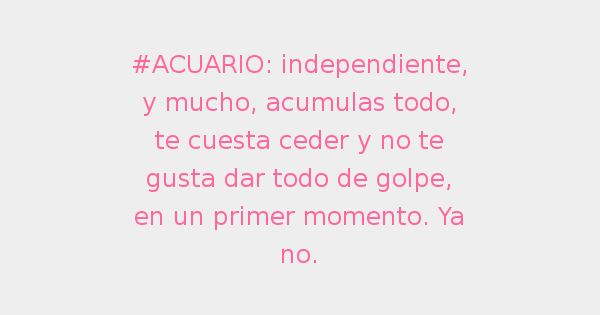 #ACUARIO: independiente,
y mucho, acumulas todo,
te cuesta ceder y no te
gusta dar todo de golpe,
en un primer momento. Ya
no.